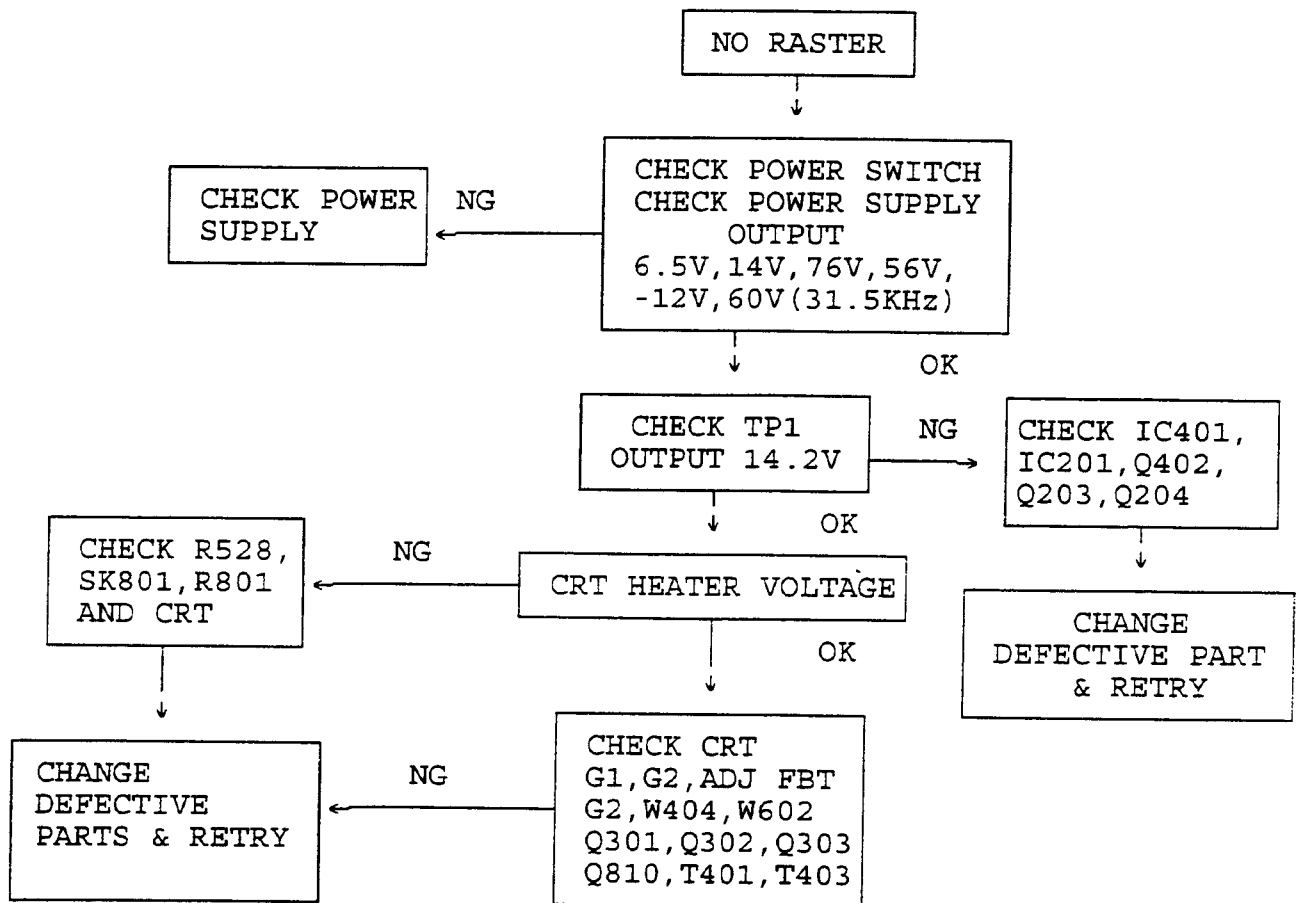 NO RASTER
CHECK POWER SWITCH
CHECK POWER SUPPLY
OUTPUT
6.5V,14V,76V,56V,
-12V,60V(31.5KHz)
NG
CHECK POWER
SUPPLY
OK
CHECK TP1
OUTPUT 14.2V
NG
CHECK IC401,
IC201,Q402,
Q203,Q204
CHANGE
DEFECTIVE PART
& RETRY
OK
CRT HEATER VOLTAGE
NG
CHECK R528,
SK801,R801
AND CRT
OK
CHECK CRT
G1,G2,ADJ FBT
G2,W404,W602
Q301,Q302,Q303
Q810,T401,T403
NG
CHANGE
DEFECTIVE
PARTS & RETRY